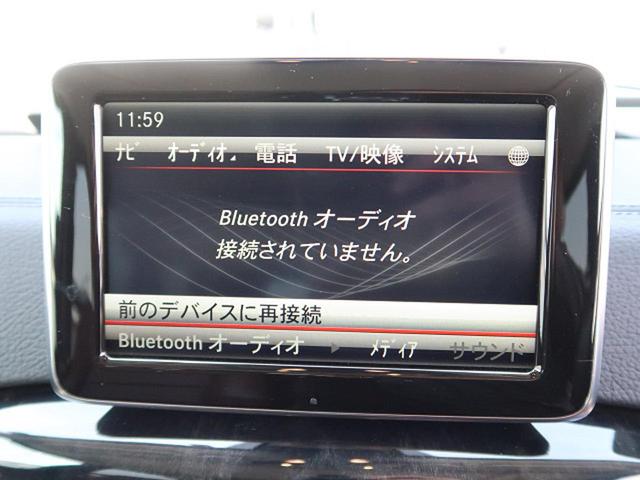 11:59
ナビ オーディオ 電話 TV/映像 システム
Bluetooth オーディオ
接続されていません。
前のデバイスに再接続
Bluetooth オーディオ ▶ メディア サウンド